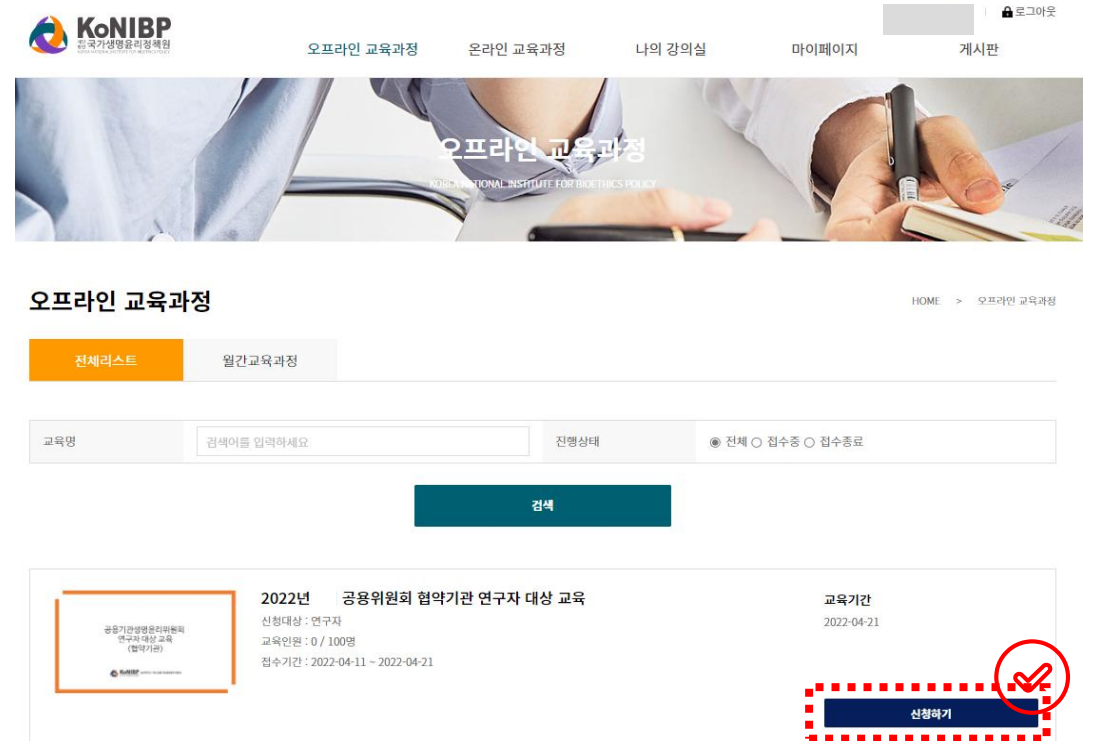 로그아웃
KoNIBP
국가생명윤리정책원
오프라인 교육과정
온라인 교육과정
나의 강의실
마이페이지
게시판
오프라인 교육과정
KOREA NATIONAL INSTITUTE FOR BIOETHICS POLICY
오프라인 교육과정
HOME > 오프라인 교육과정
전체리스트
월간교육과정
교육명
검색어를 입력하세요
진행상태
전체 접수중 접수종료
검색
공용기관생명윤리위원회
연구자 대상 교육
(협약기관)
KoNIBP
2022년 공용위원회 협약기관 연구자 대상 교육
신청대상 : 연구자
교육인원 : 0 / 100명
접수기간 : 2022-04-11 ~ 2022-04-21
교육기간
2022-04-21
신청하기